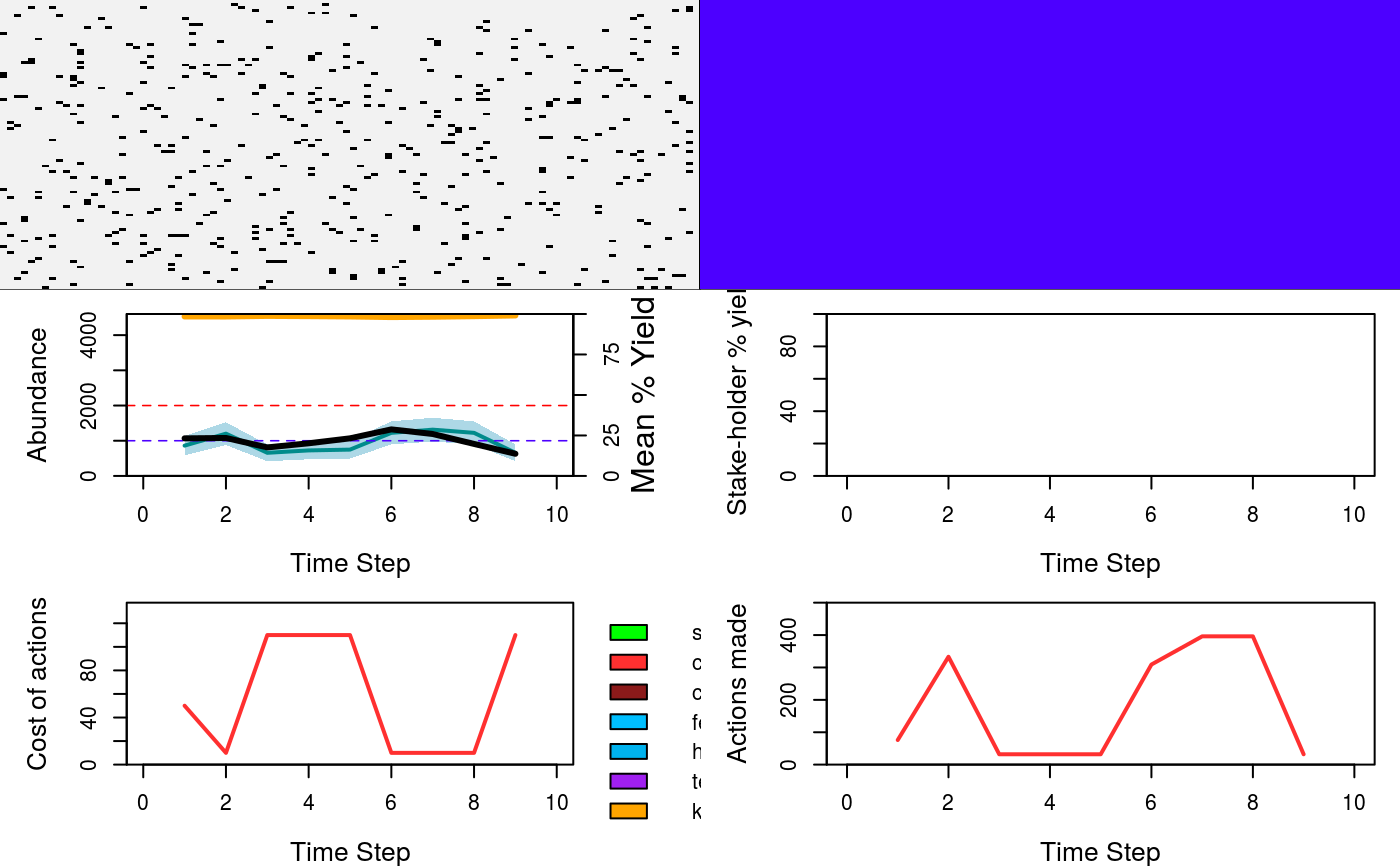 Abundance
0 2000 4000
0 25 75
Mean % Yield
0 2 4 6 8 10
Time Step
Stake-holder % yiel
0 40 80
0 2 4 6 8 10
Time Step
Cost of actions
0 40 80
0 2 4 6 8 10
Time Step
s
c
c
fe
h
te
k
Actions made
0 200 400
0 2 4 6 8 10
Time Step